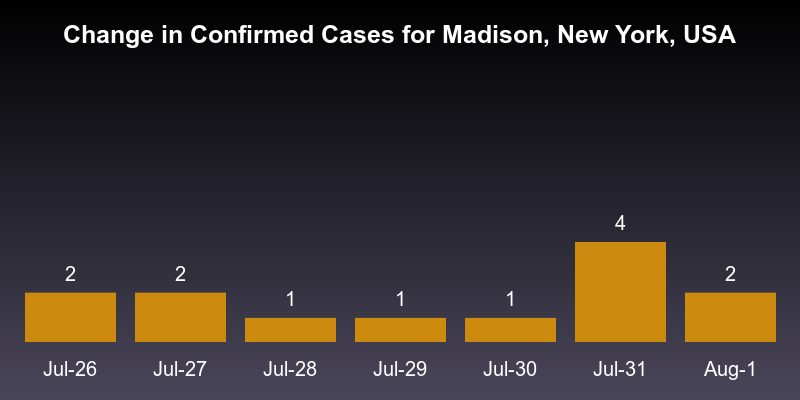 Change in Confirmed Cases for Madison, New York, USA
4
2 2 2
1 1 1
Jul-26 Jul-27 Jul-28 Jul-29 Jul-30 Jul-31 Aug-1